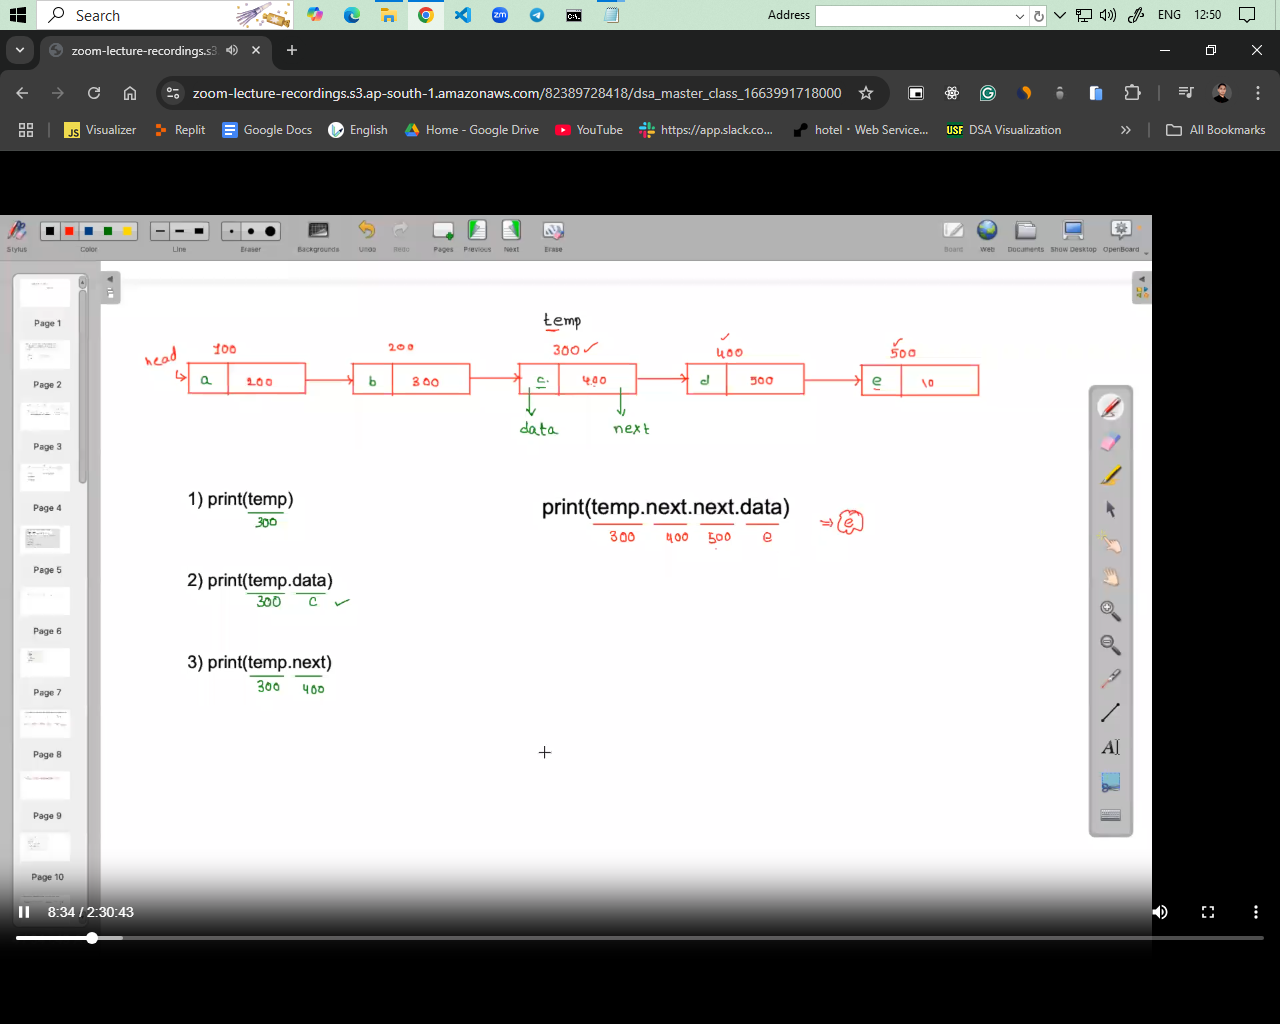 Search
Address
ENG
12:50
zoom-lecture-recordings.s3
zoom-lecture-recordings.s3.ap-south-1.amazonaws.com/82389728418/dsa_master_class_1663991718000
JS Visualizer
Replit
Google Docs
English
Home - Google Drive
YouTube
https://app.slack.co...
hotel · Web Service...
USF DSA Visualization
All Bookmarks
Stylus
Color
Line
Eraser
Backgrounds
Undo
Redo
Pages
Previous
Next
Erase
Board
Web
Documents
Show Desktop
OpenBoard
Page 1
Page 2
Page 3
Page 4
Page 5
Page 6
Page 7
Page 8
Page 9
Page 10
temp
head
100 200 300 400 500
a 200 b 300 c 400 d 500 e 10
data next
1) print(temp)
300
print(temp.next.next.data)
300 400 500 e
⇒ e
2) print(temp.data)
300 c
3) print(temp.next)
300 400
8:34 / 2:30:43